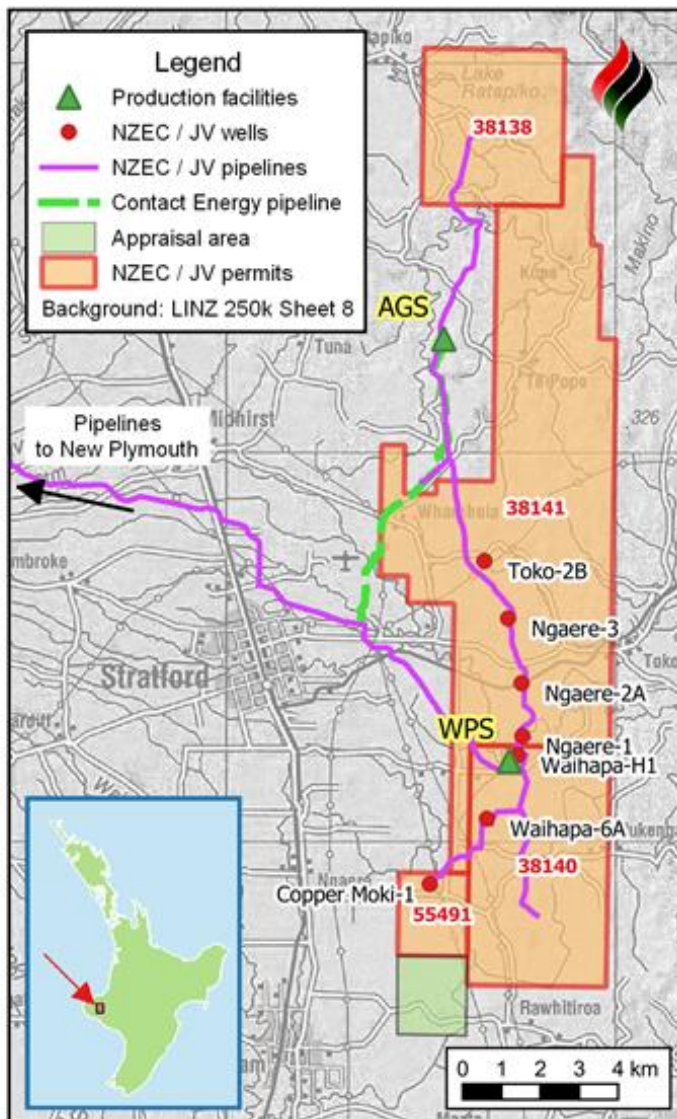 Legend
Production facilities
NZEC / JV wells
NZEC / JV pipelines
Contact Energy pipeline
Appraisal area
NZEC / JV permits
Background: LINZ 250k Sheet 8
Lake
Ratapiko
38138
Makino
AGS
Tuna
Te Popo
Midhirst
.326
Pipelines
to New Plymouth
38141
Toko-2B
Ngaere-3
Stratford
Toko
Ngaere-2A
WPS
Ngaere-1
Waihapa-H1
Waihapa-6A
38140
Copper Moki-1
55491
Rawhitiroa
0 1 2 3 4 km